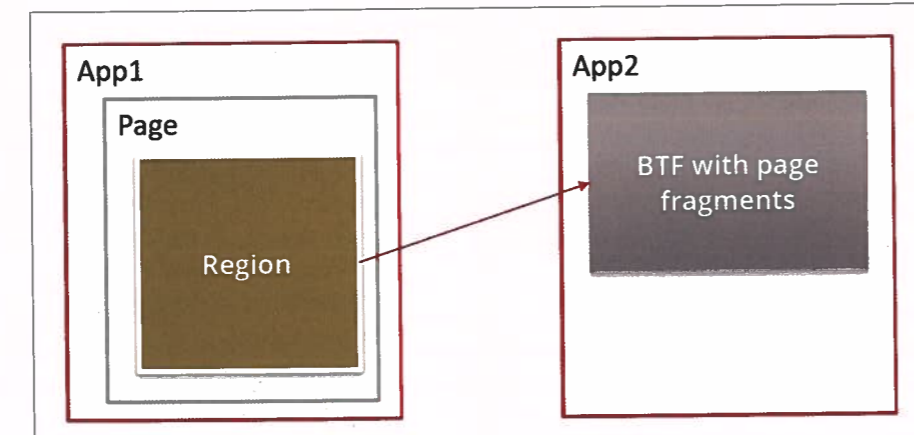 App1
Page
Region
App2
BTF with page
fragments